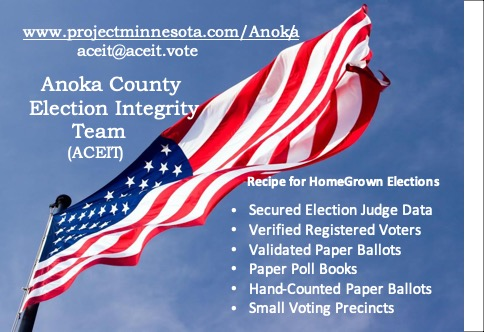 www.projectminnesota.com/Anoka/
aceit@aceit.vote
Anoka County
Election Integrity
Team
(ACEIT)
Recipe for HomeGrown Elections
• Secured Election Judge Data
• Verified Registered Voters
• Validated Paper Ballots
• Paper Poll Books
• Hand-Counted Paper Ballots
• Small Voting Precincts